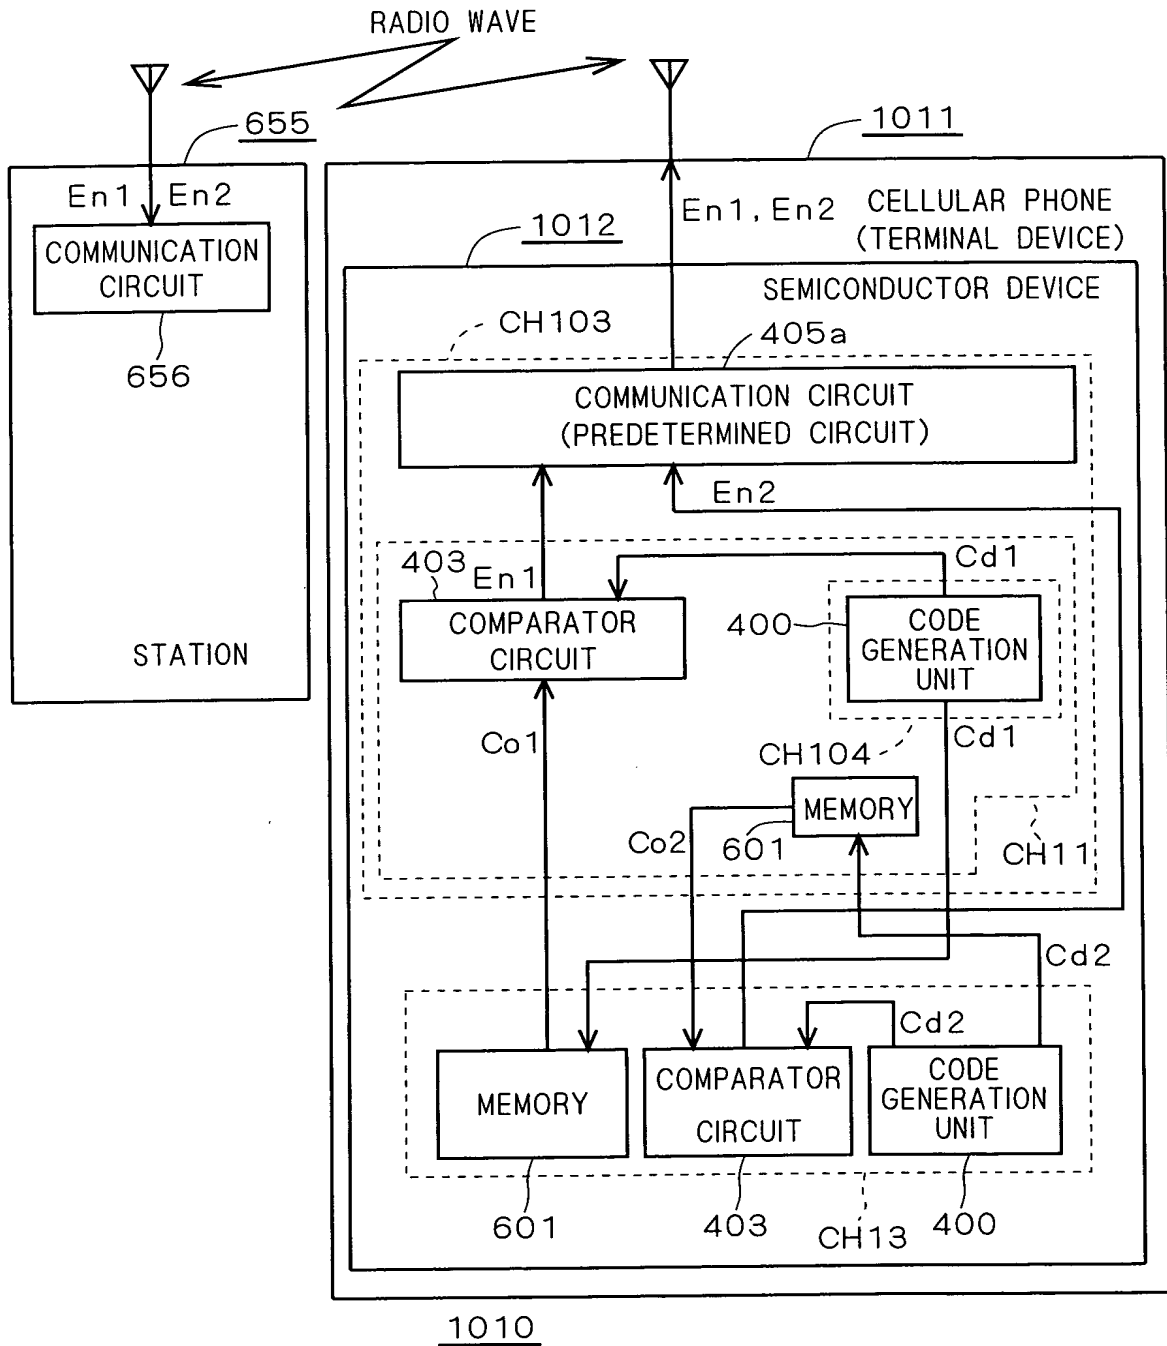 RADIO WAVE
655
1011
En1 En2
En1, En2
CELLULAR PHONE
(TERMINAL DEVICE)
1012
COMMUNICATION
CIRCUIT
SEMICONDUCTOR DEVICE
CH103
405a
656
COMMUNICATION CIRCUIT
(PREDETERMINED CIRCUIT)
En2
403
En1
Cd1
COMPARATOR
CIRCUIT
400
CODE
GENERATION
UNIT
STATION
Co1
Cd1
CH104
MEMORY
Co2
601
CH11
Cd2
Cd2
MEMORY
COMPARATOR
CIRCUIT
CODE
GENERATION
UNIT
601
403
400
CH13
1010